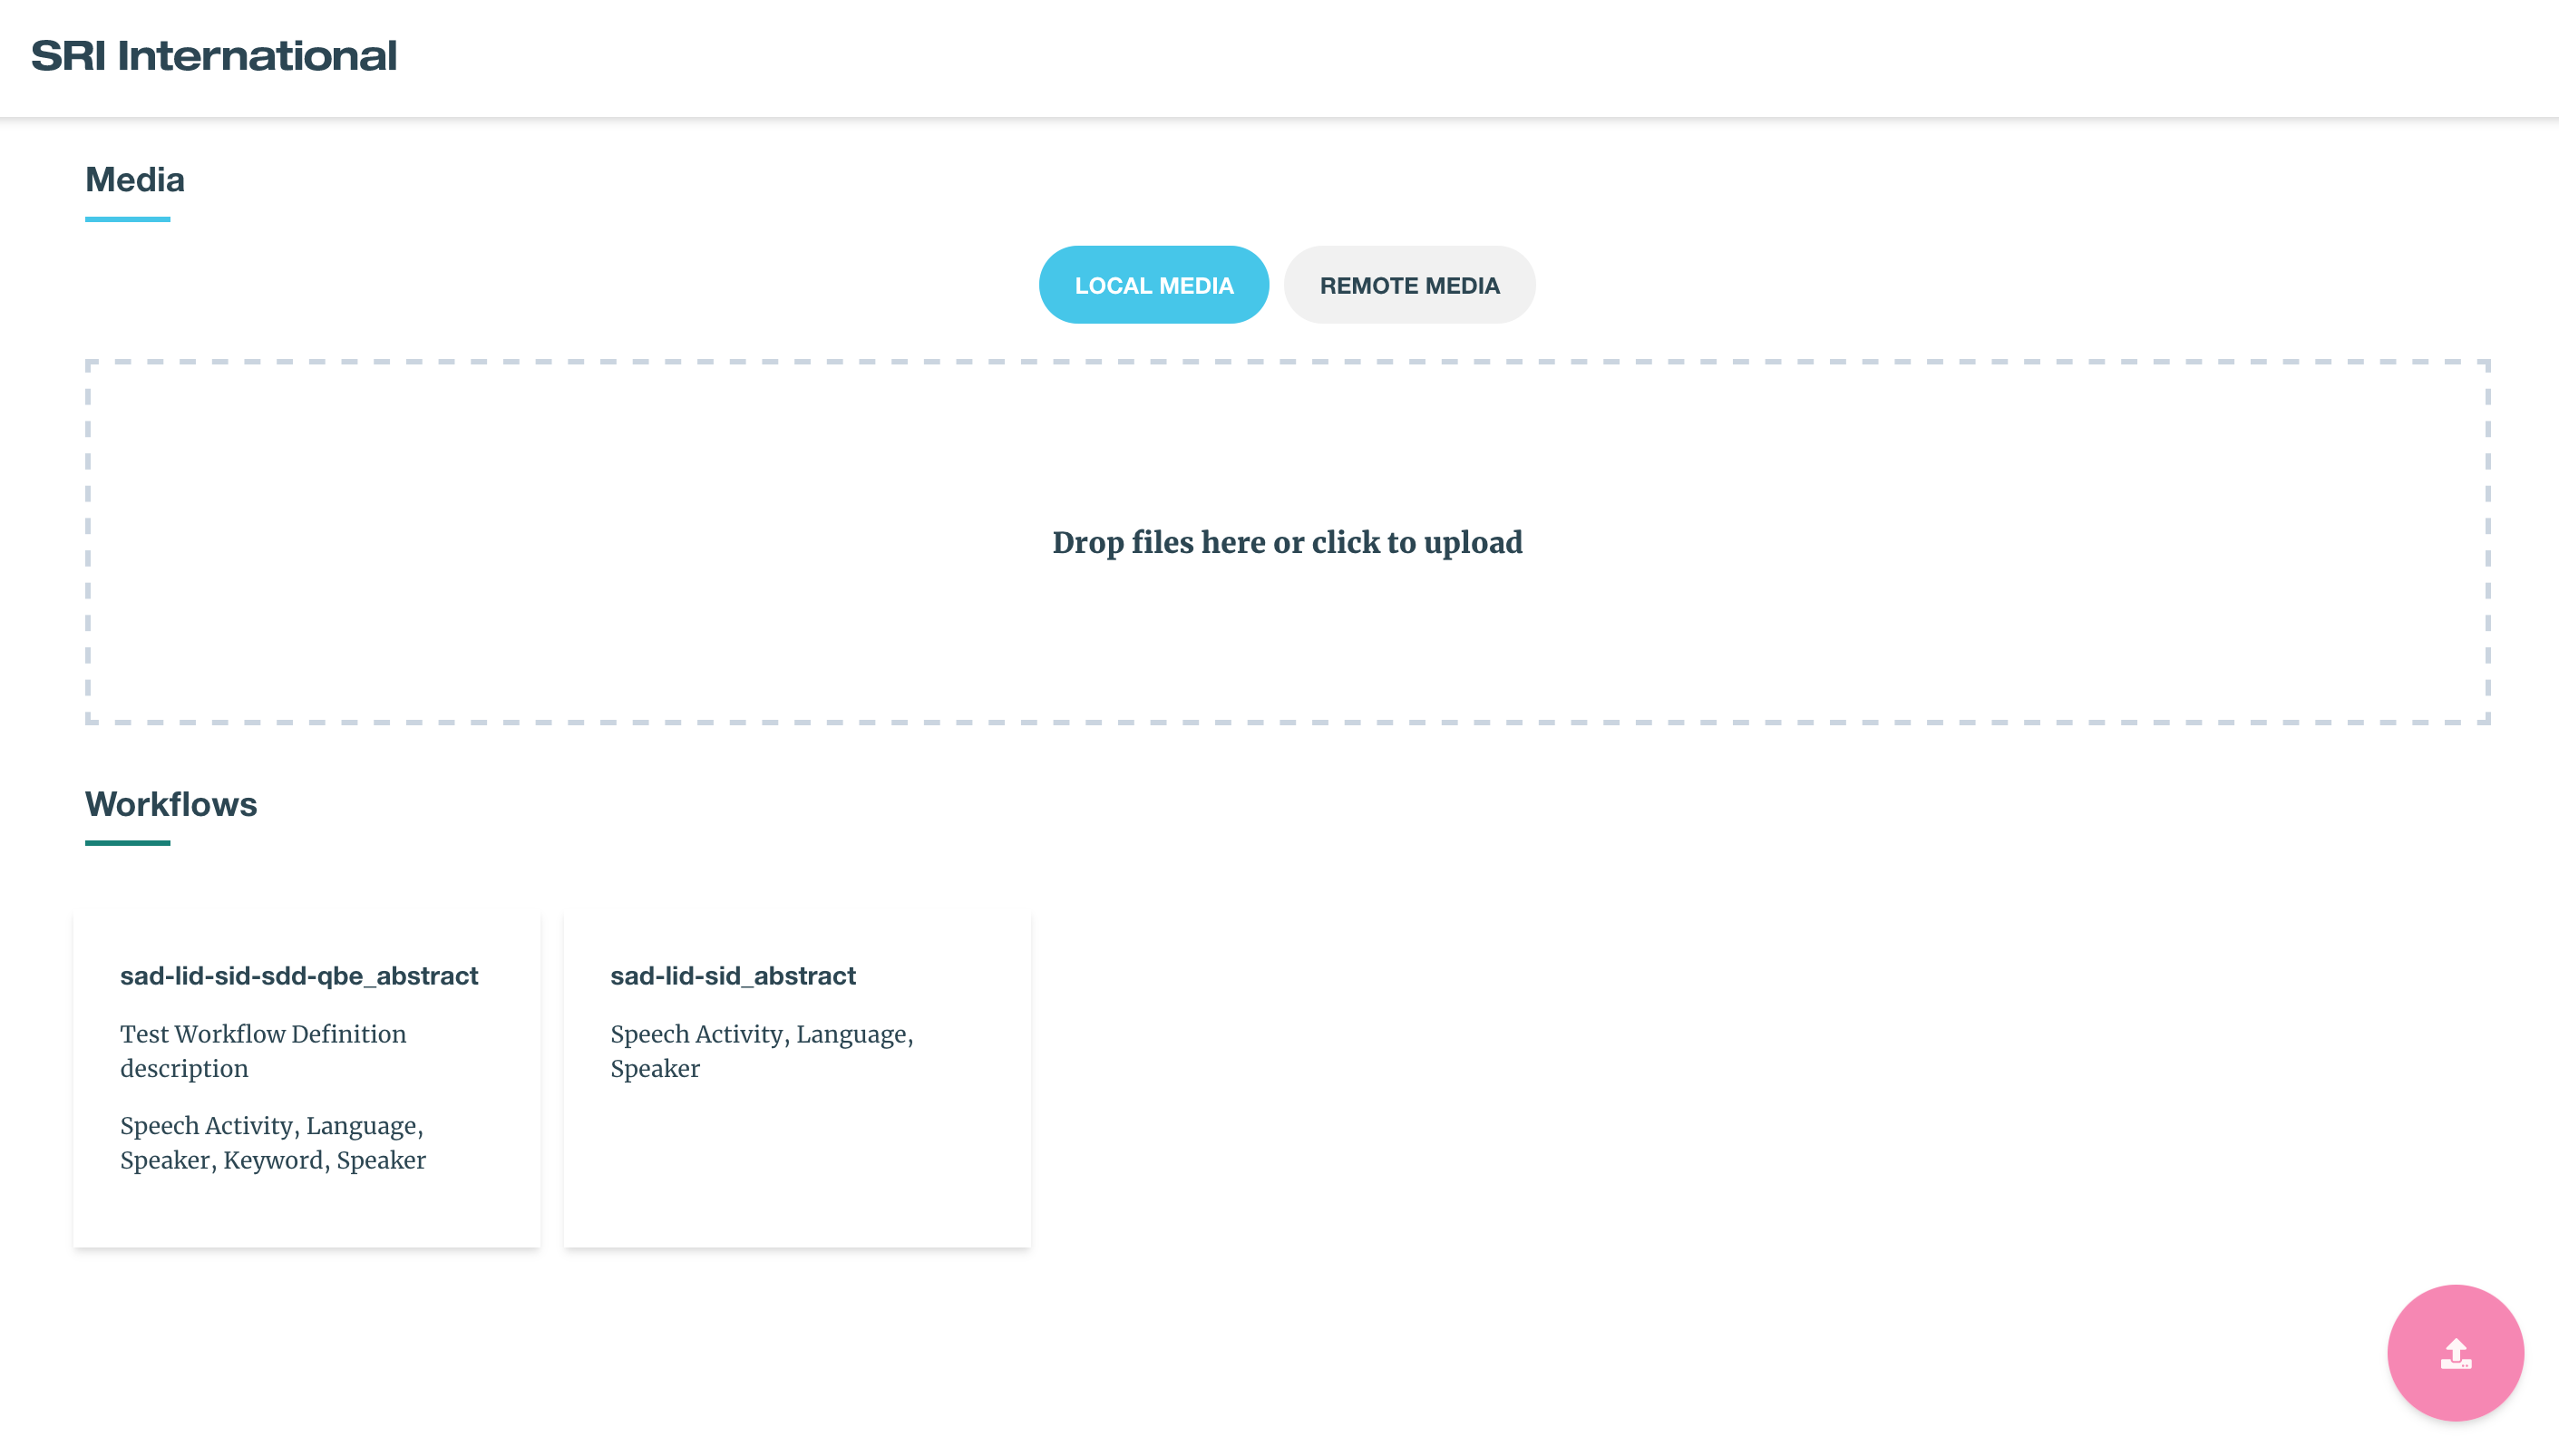 SRI International
Media
LOCAL MEDIA
REMOTE MEDIA
Drop files here or click to upload
Workflows
sad-lid-sid-sdd-qbe_abstract
Test Workflow Definition
description
Speech Activity, Language,
Speaker, Keyword, Speaker
sad-lid-sid_abstract
Speech Activity, Language,
Speaker